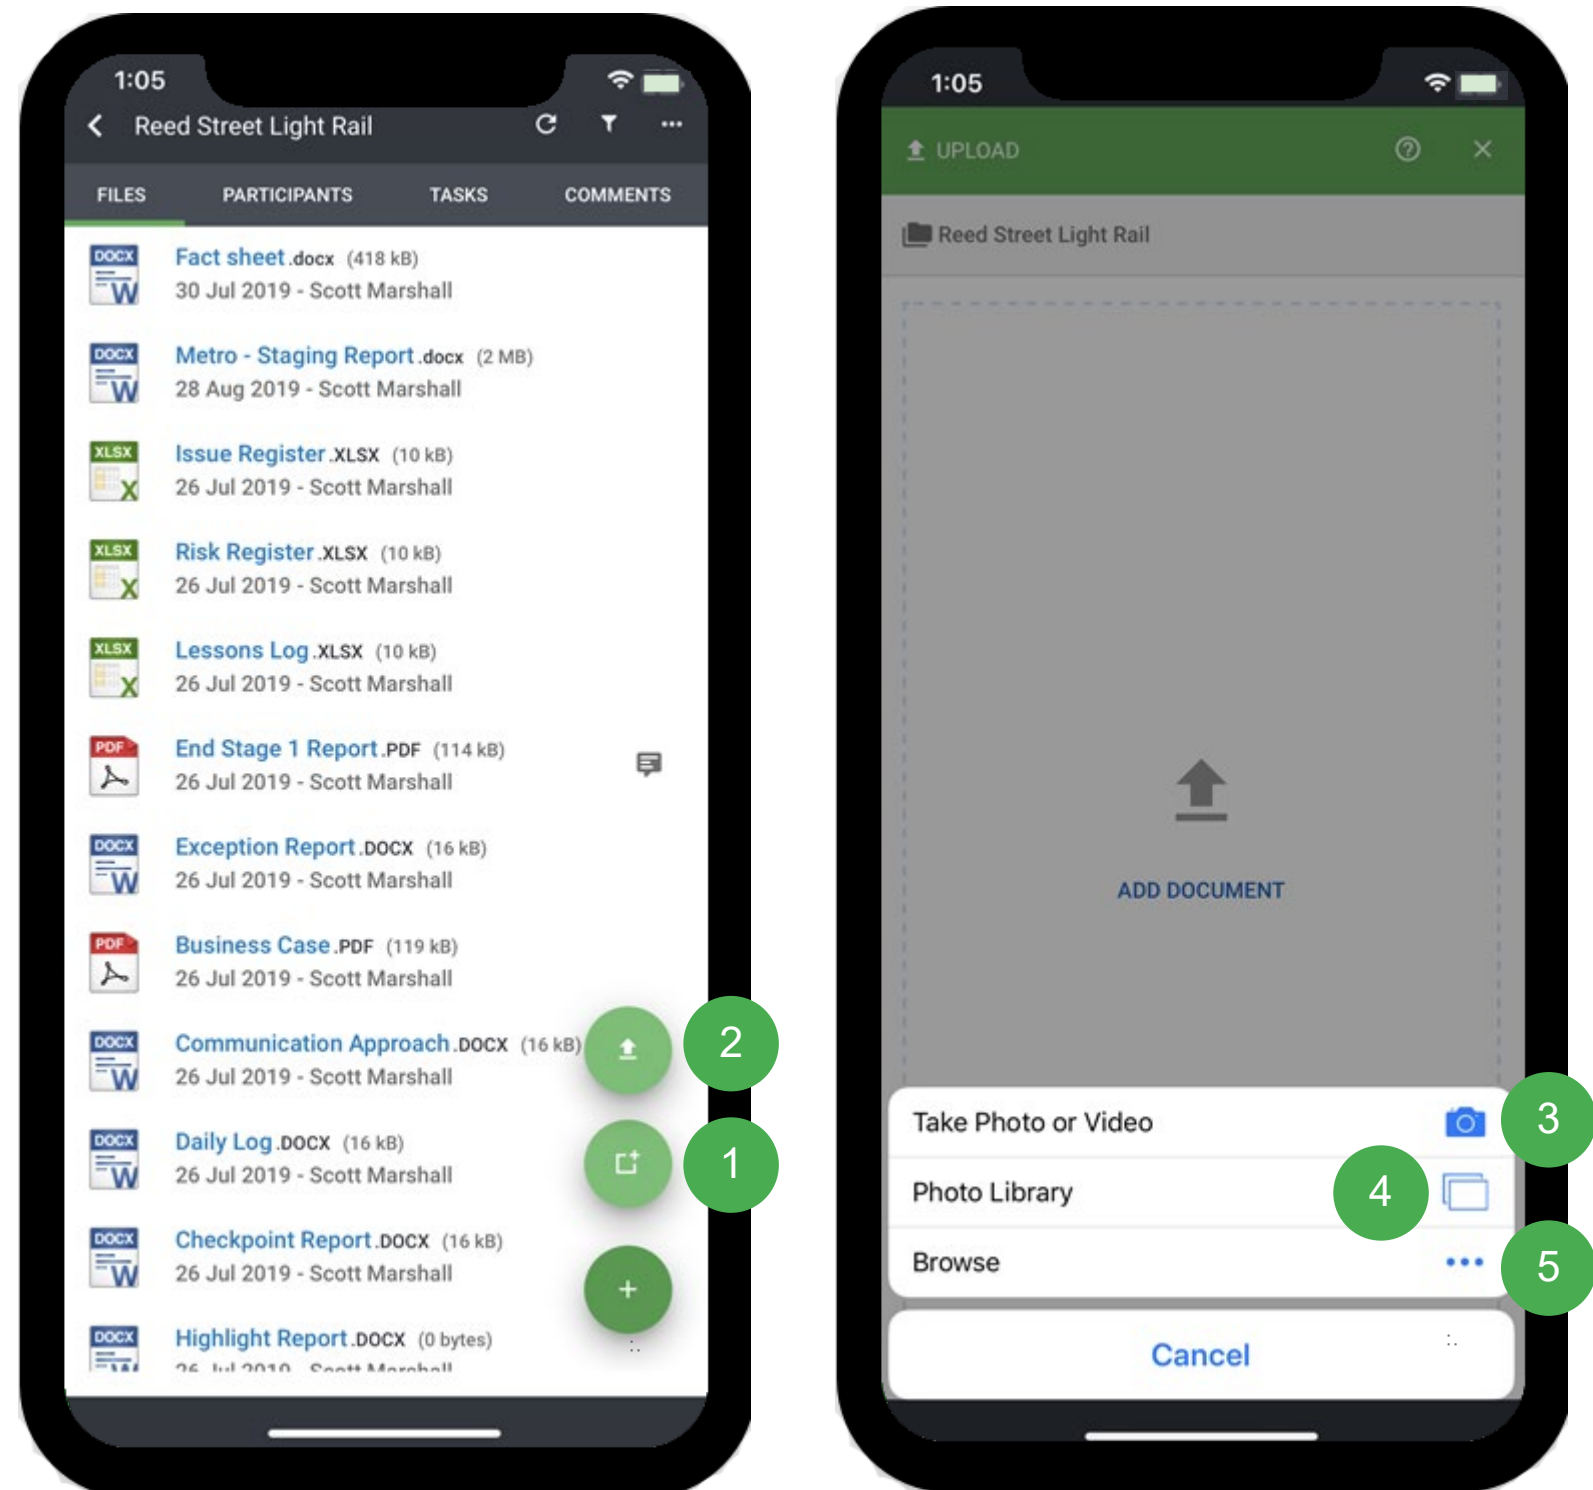 1:05
Reed Street Light Rail
FILES PARTICIPANTS TASKS COMMENTS
DOCX Fact sheet.docx (418 kB)
W 30 Jul 2019 - Scott Marshall
DOCX Metro - Staging Report.docx (2 MB)
W 28 Aug 2019 - Scott Marshall
XLSX Issue Register.XLSX (10 kB)
X 26 Jul 2019 - Scott Marshall
XLSX Risk Register.XLSX (10 kB)
X 26 Jul 2019 - Scott Marshall
XLSX Lessons Log.XLSX (10 kB)
X 26 Jul 2019 - Scott Marshall
PDF End Stage 1 Report.PDF (114 kB)
26 Jul 2019 - Scott Marshall
DOCX Exception Report.DOCX (16 kB)
W 26 Jul 2019 - Scott Marshall
PDF Business Case.PDF (119 kB)
26 Jul 2019 - Scott Marshall
DOCX Communication Approach.DOCX (16 kB) 2
W 26 Jul 2019 - Scott Marshall
DOCX Daily Log.DOCX (16 kB) 1
W 26 Jul 2019 - Scott Marshall
DOCX Checkpoint Report.DOCX (16 kB)
W 26 Jul 2019 - Scott Marshall
DOCX Highlight Report.DOCX (0 bytes)
26 Jul 2019 - Scott Marshall
1:05
UPLOAD
Reed Street Light Rail
ADD DOCUMENT
Take Photo or Video 3
Photo Library 4
Browse 5
Cancel